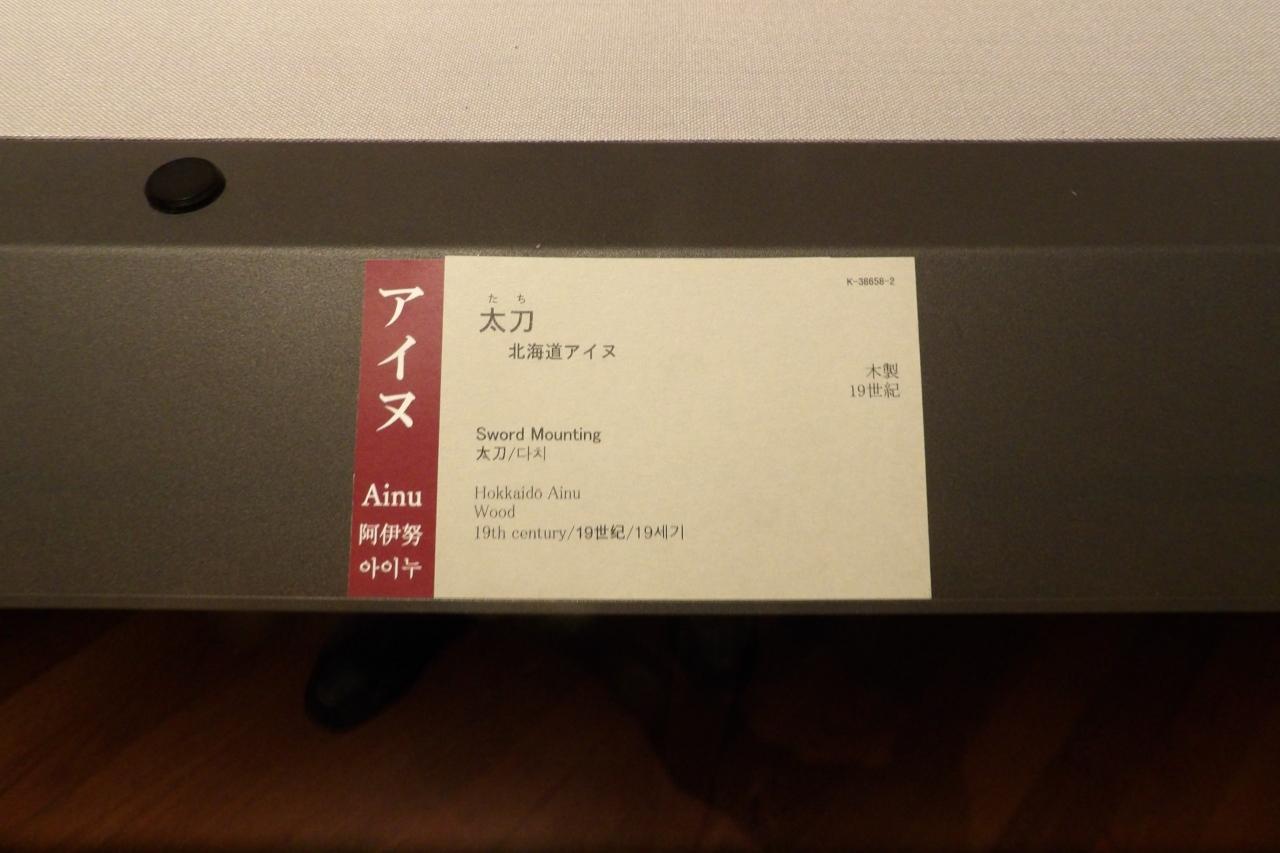 アイヌ
Ainu
阿伊努
아이누
K-38658-2
たち
太刀
北海道アイヌ
木製
19世紀
Sword Mounting
太刀/다치
Hokkaidō Ainu
Wood
19th century/19世纪/19세기